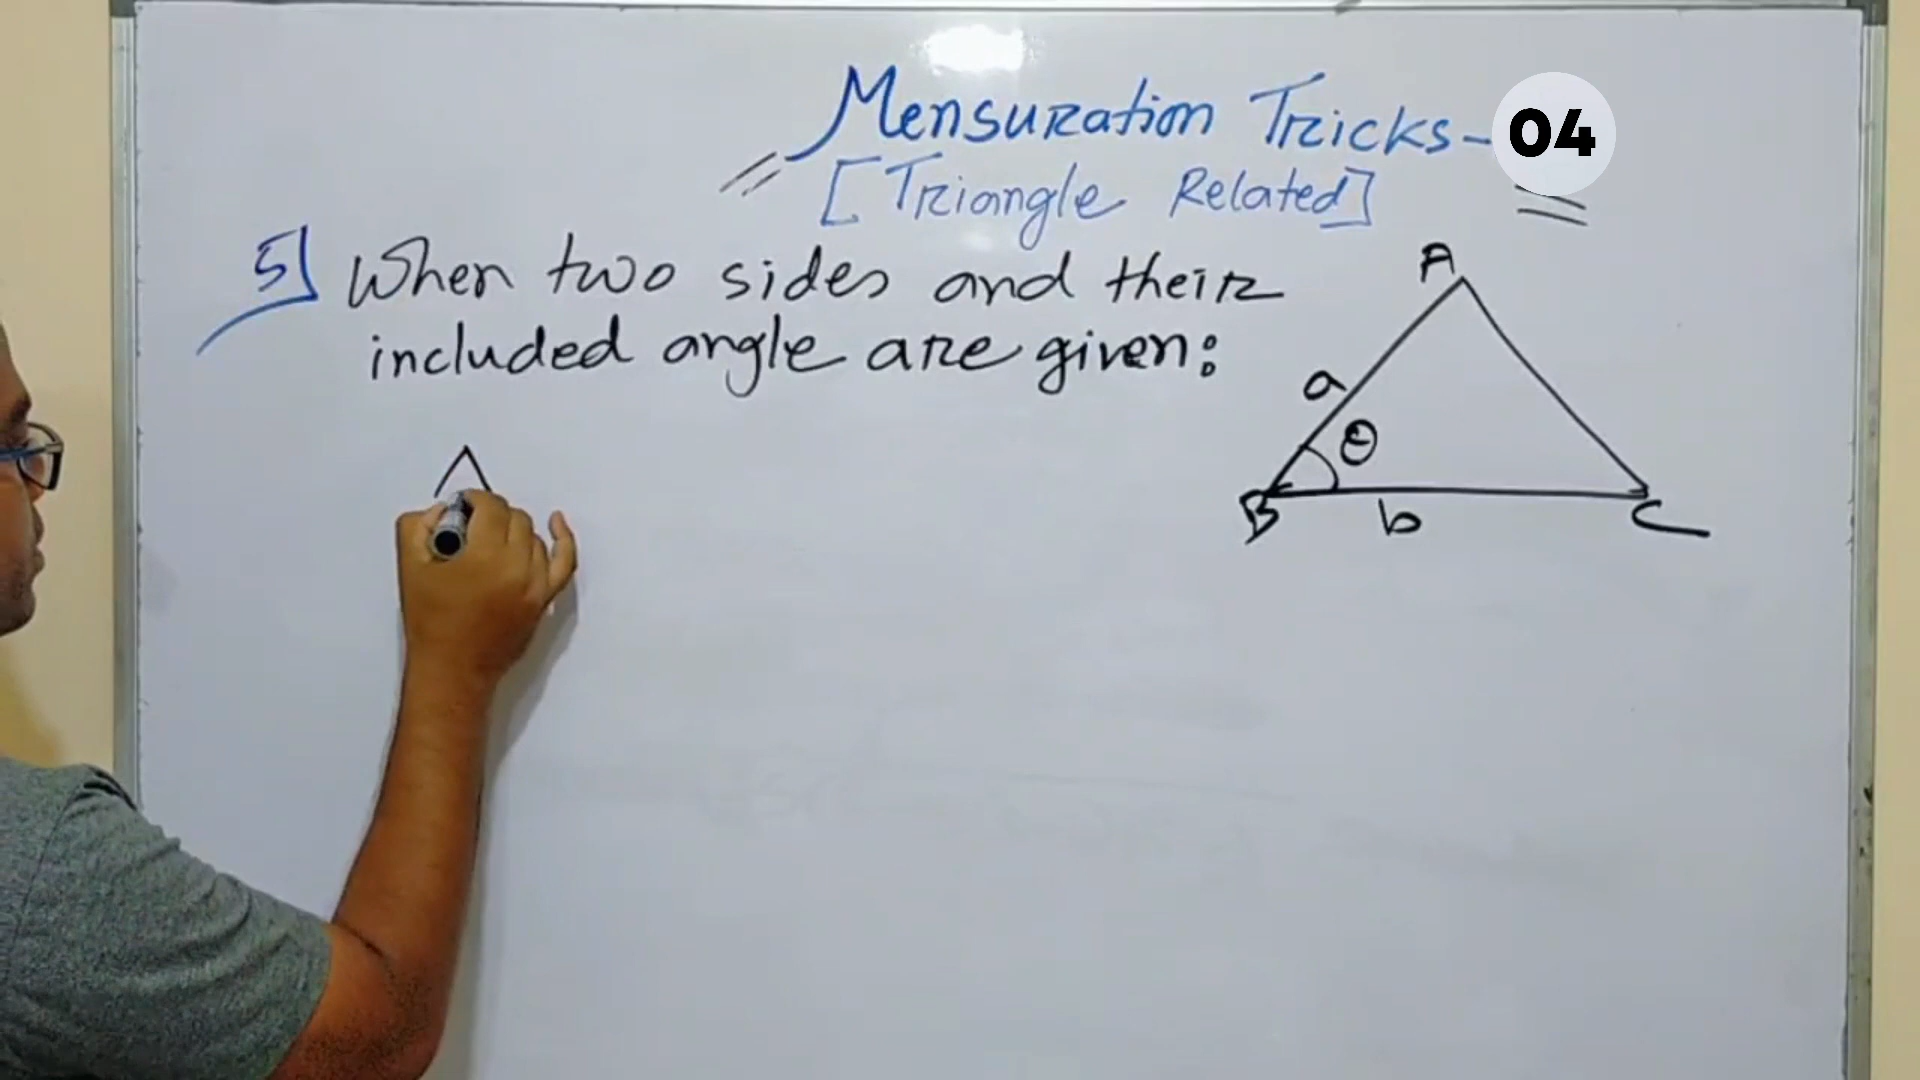 Mensuration Tricks-04
[Triangle Related]
5] When two sides and their
included angle are given:
A
a
θ
B
b
C